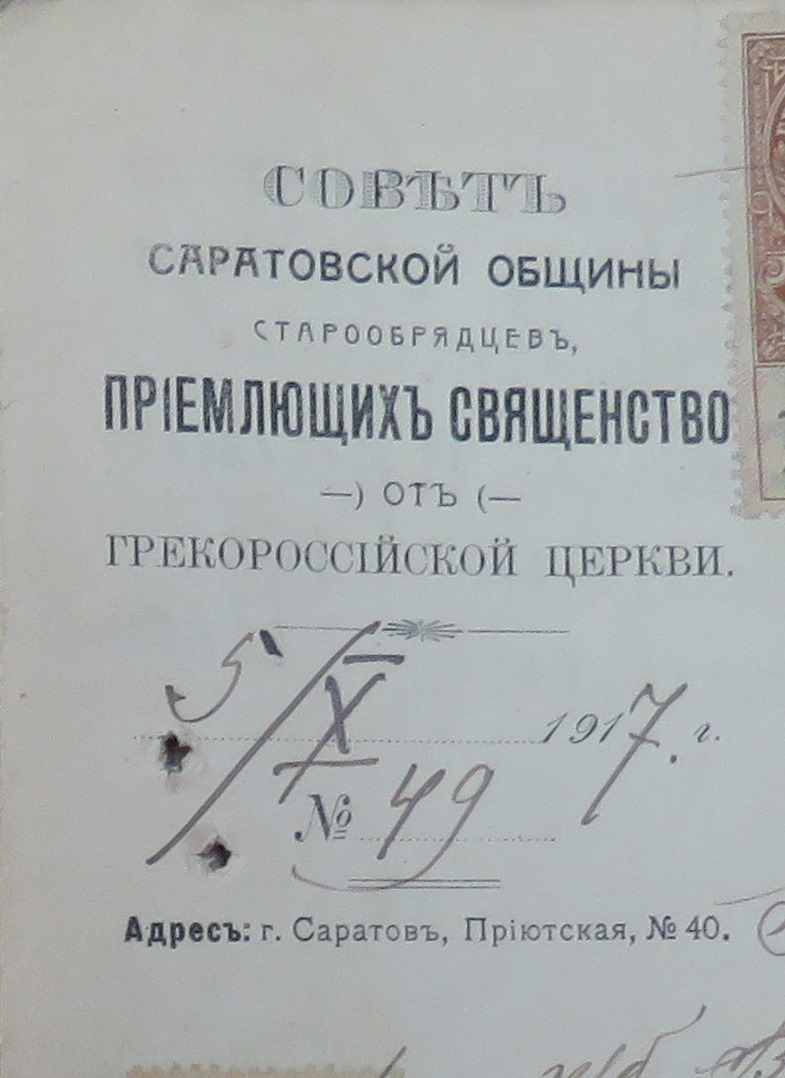 СОВѢТЪ
САРАТОВСКОЙ ОБЩИНЫ
СТАРООБРЯДЦЕВЪ,
ПРІЕМЛЮЩИХЪ СВЯЩЕНСТВО
—) ОТЪ (—
ГРЕКОРОССІЙСКОЙ ЦЕРКВИ.
5/X 1917. г.
№ 49
Адресъ: г. Саратовъ, Пріютская, № 40.